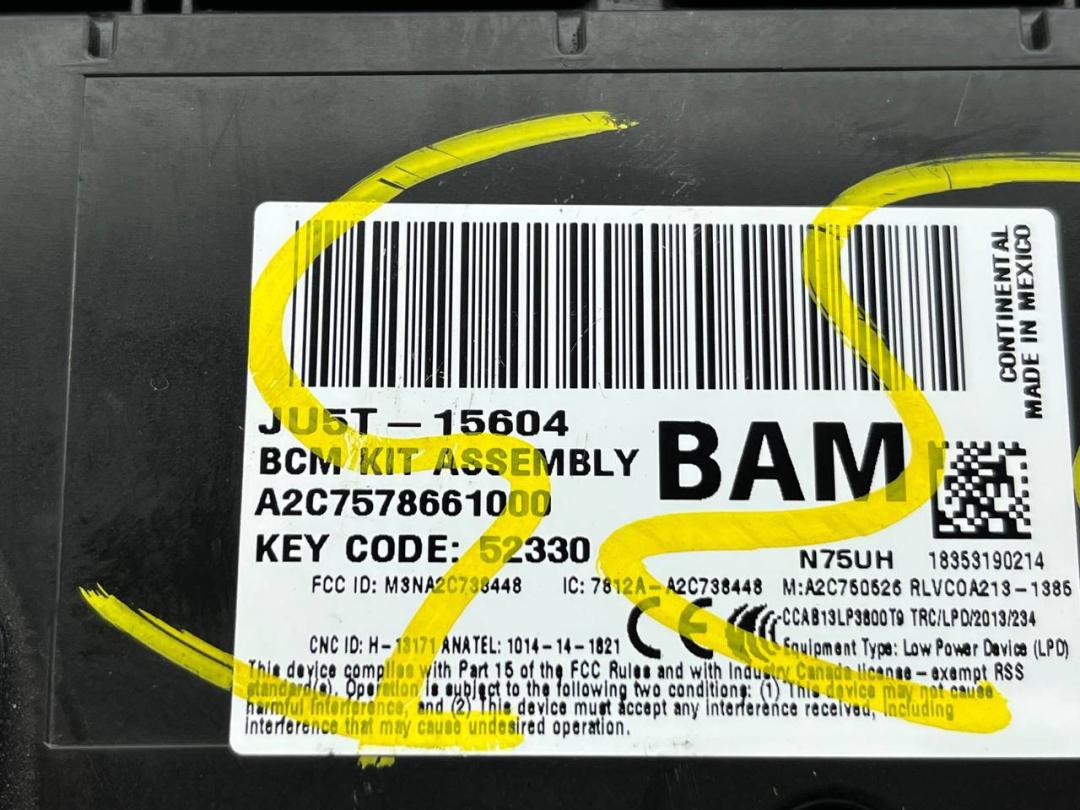 CONTINENTAL
MADE IN MEXICO
JU5T-15604
BCM KIT ASSEMBLY
BAM
A2C7578661000
KEY CODE: 52330
N75UH 18353190214
FCC ID: M3NA2C738448 IC: 7812A-A2C738448 M:A2C750526 RLVCOA213-1385
CE
CCAB13LP3800T9 TRC/LPD/2013/234
CNC ID: H-13171 ANATEL: 1014-14-1821 Equipment Type: Low Power Device (LPD)
This device complies with Part 15 of the FCC Rules and with Industry Canada license-exempt RSS
standard(s). Operation is subject to the following two conditions: (1) This device may not cause
harmful interference, and (2) This device must accept any interference received, including
interference that may cause undesired operation.